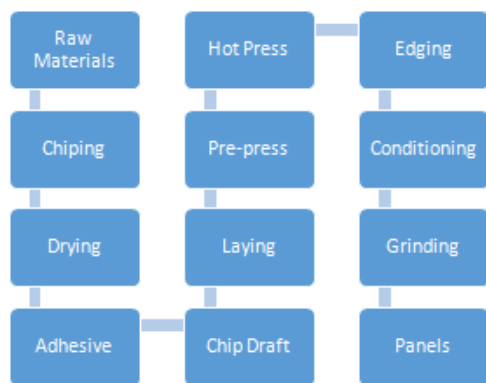 Raw
Materials
Chiping
Drying
Adhesive
Chip Draft
Laying
Pre-press
Hot Press
Edging
Conditioning
Grinding
Panels